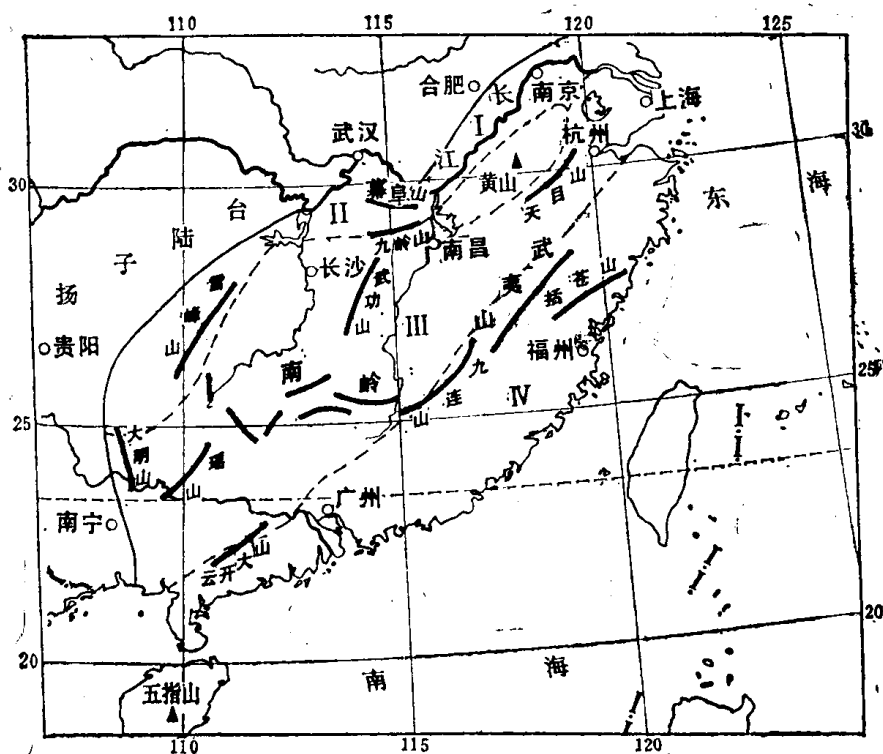 110
115
120
125
合肥
长
南京
上海
I
江
杭州
武汉
30
30
幕阜山
黄山
天目山
东海
台
陆
子
扬
II
九岭山
南昌
长沙
武功山
武夷山
括苍山
雪峰山
贵阳
III
福州
南岭
九连山
IV
25
25
大明山
瑶山
广州
南宁
云开大山
20
20
南海
五指山
110
115
120